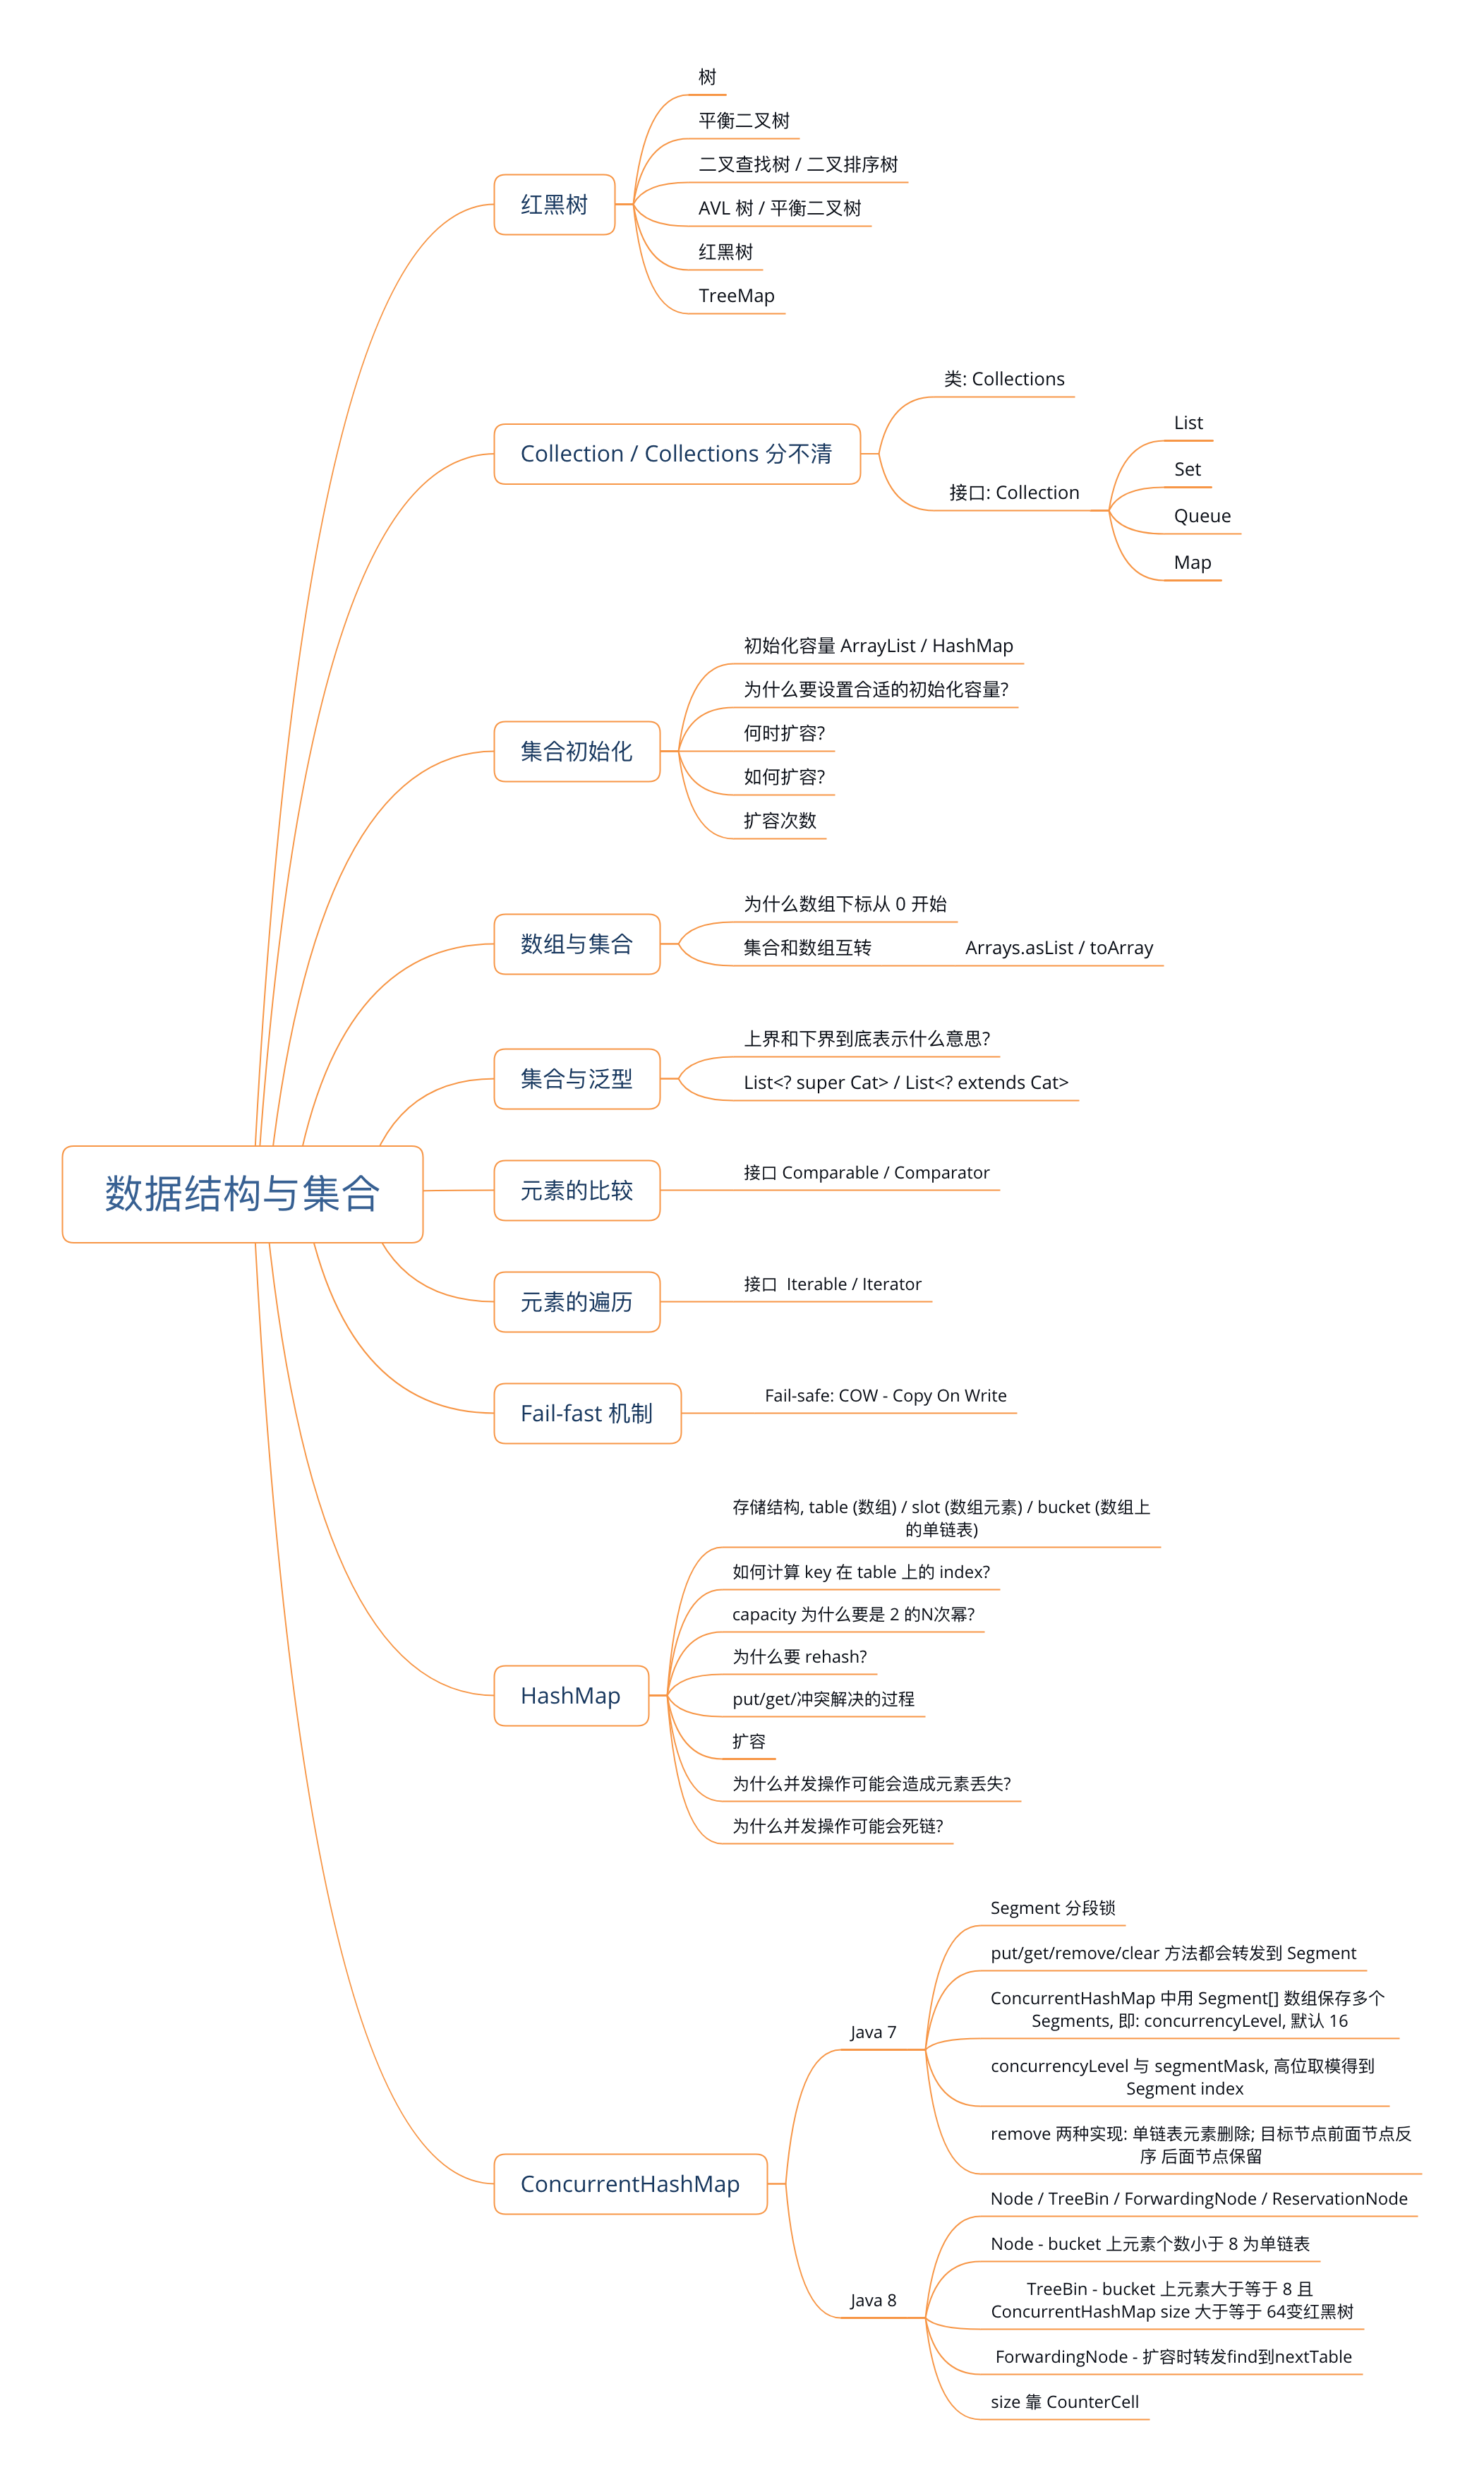 树
平衡二叉树
二叉查找树 / 二叉排序树
AVL 树 / 平衡二叉树
红黑树
红黑树
TreeMap
类: Collections
Collection / Collections 分不清
List
Set
接口: Collection
Queue
Map
初始化容量 ArrayList / HashMap
为什么要设置合适的初始化容量?
何时扩容?
集合初始化
如何扩容?
扩容次数
为什么数组下标从 0 开始
数组与集合
集合和数组互转 Arrays.asList / toArray
上界和下界到底表示什么意思?
集合与泛型
List<? super Cat> / List<? extends Cat>
数据结构与集合
元素的比较
接口 Comparable / Comparator
元素的遍历
接口 Iterable / Iterator
Fail-fast 机制
Fail-safe: COW - Copy On Write
存储结构, table (数组) / slot (数组元素) / bucket (数组上
的单链表)
如何计算 key 在 table 上的 index?
capacity 为什么要是 2 的N次幂?
为什么要 rehash?
HashMap
put/get/冲突解决的过程
扩容
为什么并发操作可能会造成元素丢失?
为什么并发操作可能会死链?
Segment 分段锁
put/get/remove/clear 方法都会转发到 Segment
ConcurrentHashMap 中用 Segment[] 数组保存多个
Segments, 即: concurrencyLevel, 默认 16
Java 7
concurrencyLevel 与 segmentMask, 高位取模得到
Segment index
remove 两种实现: 单链表元素删除; 目标节点前面节点反
序 后面节点保留
ConcurrentHashMap
Node / TreeBin / ForwardingNode / ReservationNode
Node - bucket 上元素个数小于 8 为单链表
TreeBin - bucket 上元素大于等于 8 且
ConcurrentHashMap size 大于等于 64变红黑树
Java 8
ForwardingNode - 扩容时转发find到nextTable
size 靠 CounterCell